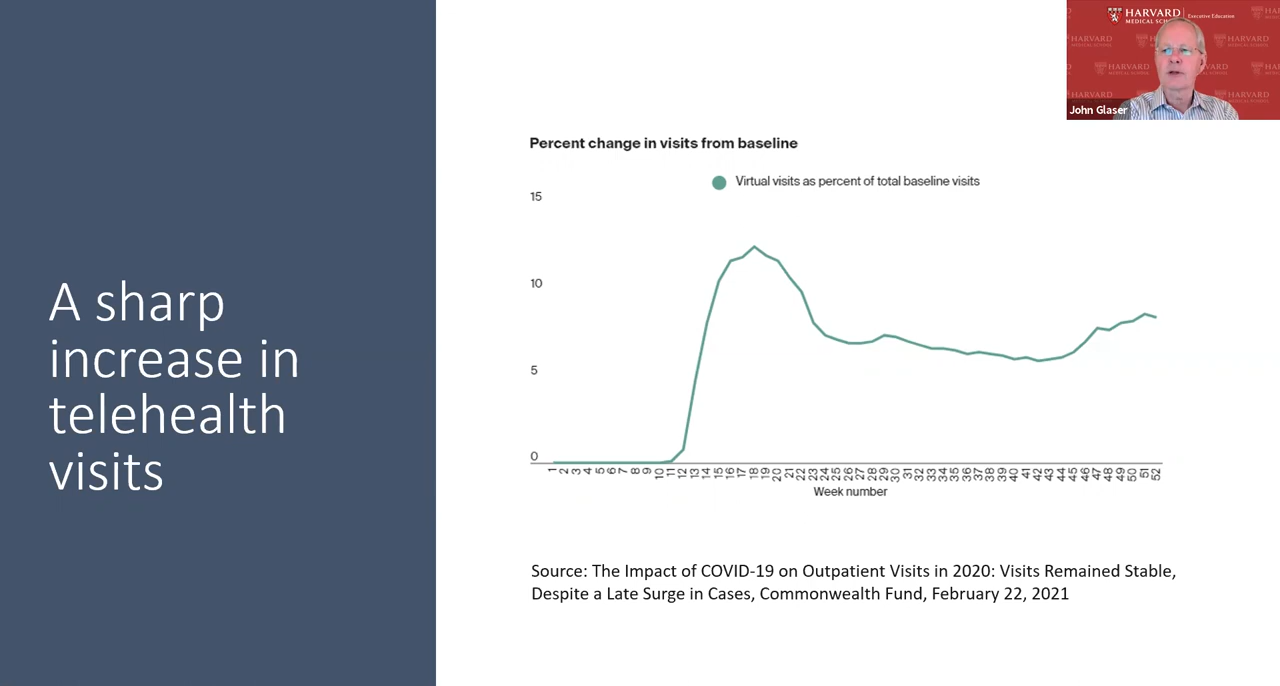 A sharp
increase in
telehealth
visits
HARVARD
MEDICAL SCHOOL
Executive Education
John Glaser
Percent change in visits from baseline
Virtual visits as percent of total baseline visits
15
10
5
0
1 2 3 4 5 6 7 8 9 10 11 12 13 14 15 16 17 18 19 20 21 22 23 24 25 26 27 28 29 30 31 32 33 34 35 36 37 38 39 40 41 42 43 44 45 46 47 48 49 50 51 52
Week number
Source: The Impact of COVID-19 on Outpatient Visits in 2020: Visits Remained Stable,
Despite a Late Surge in Cases, Commonwealth Fund, February 22, 2021